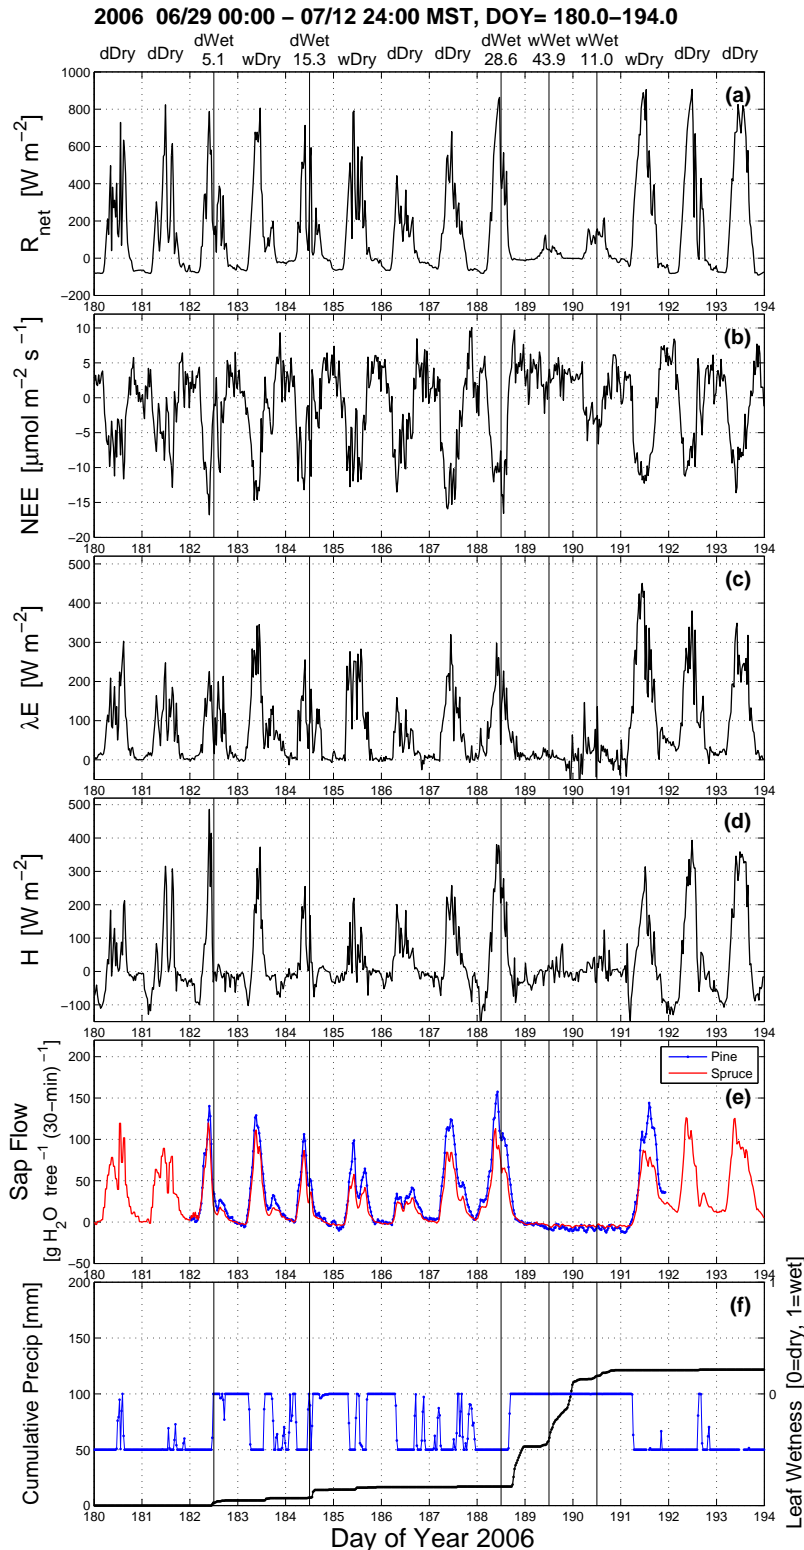 2006 06/29 00:00 − 07/12 24:00 MST, DOY= 180.0−194.0
dDry dDry dWet wDry dWet wDry dDry dDry dWet wWet wWet wDry dDry dDry
5.1 15.3 28.6 43.9 11.0
(a)
R_net [W m−2]
1000
800
600
400
200
0
−200
180 181 182 183 184 185 186 187 188 189 190 191 192 193 194
(b)
NEE [µmol m−2 s−1]
10
5
0
−5
−10
−15
−20
180 181 182 183 184 185 186 187 188 189 190 191 192 193 194
(c)
λE [W m−2]
500
400
300
200
100
0
180 181 182 183 184 185 186 187 188 189 190 191 192 193 194
(d)
H [W m−2]
500
400
300
200
100
0
−100
180 181 182 183 184 185 186 187 188 189 190 191 192 193 194
Pine
Spruce
(e)
Sap Flow
[g H2O tree−1 (30−min)−1]
200
150
100
50
0
−50
180 181 182 183 184 185 186 187 188 189 190 191 192 193 194
(f)
Cumulative Precip [mm]
200
150
100
50
0
1
0
Leaf Wetness [0=dry, 1=wet]
180 181 182 183 184 185 186 187 188 189 190 191 192 193 194
Day of Year 2006